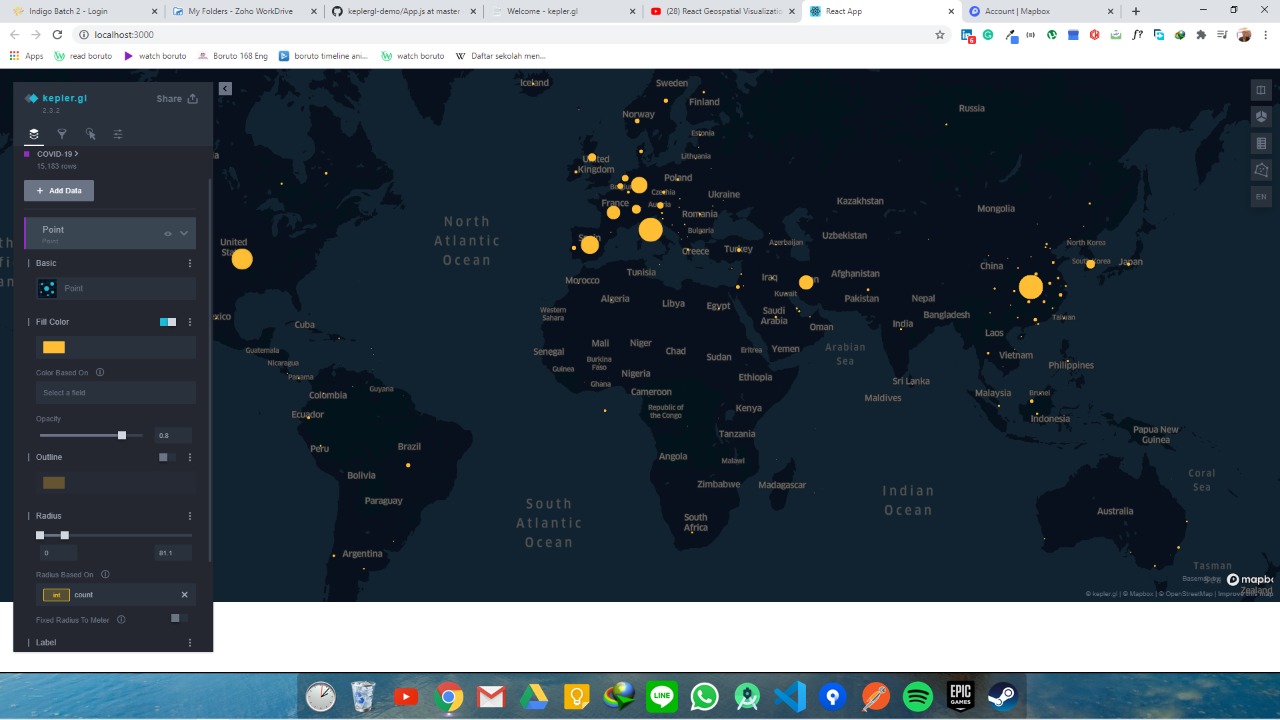 Indigo Batch 2 - Login
My Folders - Zoho WorkDrive
keplergl-demo/App.js at master
Welcome - kepler.gl
(28) React Geospatial Visualizatio
React App
Account | Mapbox
localhost:3000
6
Apps
read boruto
watch boruto
Boruto 161 Eng
boruto timeline ani...
watch boruto
Daftar sekolah men...
kepler.gl
2.3.2
Share
COVID-19
15,183 rows
Add Data
Point
Point
Basic
Point
Fill Color
Color Based On
Select a field
Opacity
0.8
Outline
Radius
0
81.1
Radius Based On
int
count
Fixed Radius To Meter
Label
EN
Iceland
Sweden
Finland
Norway
Russia
Estonia
Lithuania
United
Kingdom
Poland
Czechia
Ukraine
France
Austria
Romania
Kazakhstan
Mongolia
Bulgaria
Uzbekistan
North
Atlantic
Ocean
United
Greece
Turkey
Azerbaijan
North Korea
South Korea
Japan
China
Morocco
Tunisia
Iraq
Afghanistan
Algeria
Libya
Egypt
Kuwait
Pakistan
Nepal
Western
Sahara
Saudi
Arabia
Oman
India
Bangladesh
Taiwan
Cuba
Laos
Mali
Niger
Chad
Sudan
Eritrea
Yemen
Arabian
Sea
Guatemala
Nicaragua
Senegal
Burkina
Faso
Vietnam
Philippines
Panama
Guinea
Nigeria
Ethiopia
Colombia
Guyana
Ghana
Cameroon
Sri Lanka
Maldives
Malaysia
Brunei
Ecuador
Republic of
the Congo
Kenya
Indonesia
Peru
Brazil
Tanzania
Papua New
Guinea
Bolivia
Angola
Malawi
Coral
Sea
Paraguay
Zimbabwe
Madagascar
South
Atlantic
Ocean
Indian
Ocean
South
Africa
Australia
Argentina
Tasman
Basemap by:
mapbo
© kepler.gl | © Mapbox | © OpenStreetMap | Improve this map
LINE
EPIC
GAMES